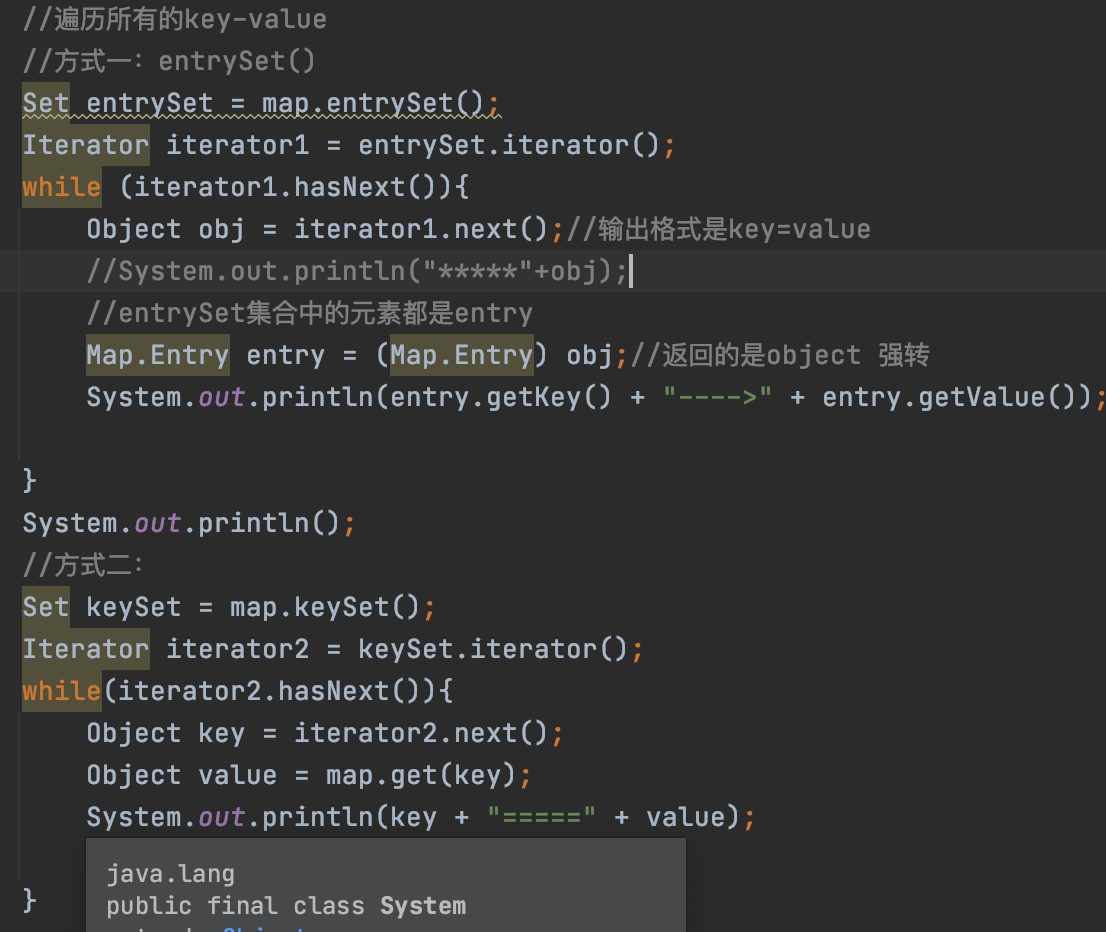 //遍历所有的key-value
//方式一：entrySet()
Set entrySet = map.entrySet();
Iterator iterator1 = entrySet.iterator();
while (iterator1.hasNext()){
Object obj = iterator1.next();//输出格式是key=value
//System.out.println("*****"+obj);
//entrySet集合中的元素都是entry
Map.Entry entry = (Map.Entry) obj;//返回的是object 强转
System.out.println(entry.getKey() + "---->" + entry.getValue());
}
System.out.println();
//方式二：
Set keySet = map.keySet();
Iterator iterator2 = keySet.iterator();
while(iterator2.hasNext()){
Object key = iterator2.next();
Object value = map.get(key);
System.out.println(key + "=====" + value);
java.lang
}
public final class System